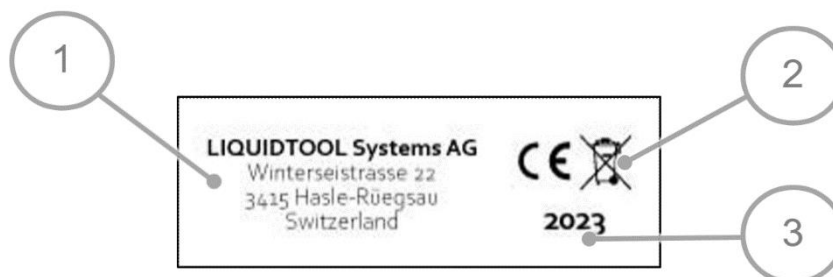 1
2
LIQUIDTOOL Systems AG
Winterseistrasse 22
3415 Hasle-Rüegsau
Switzerland
CE
2023
3